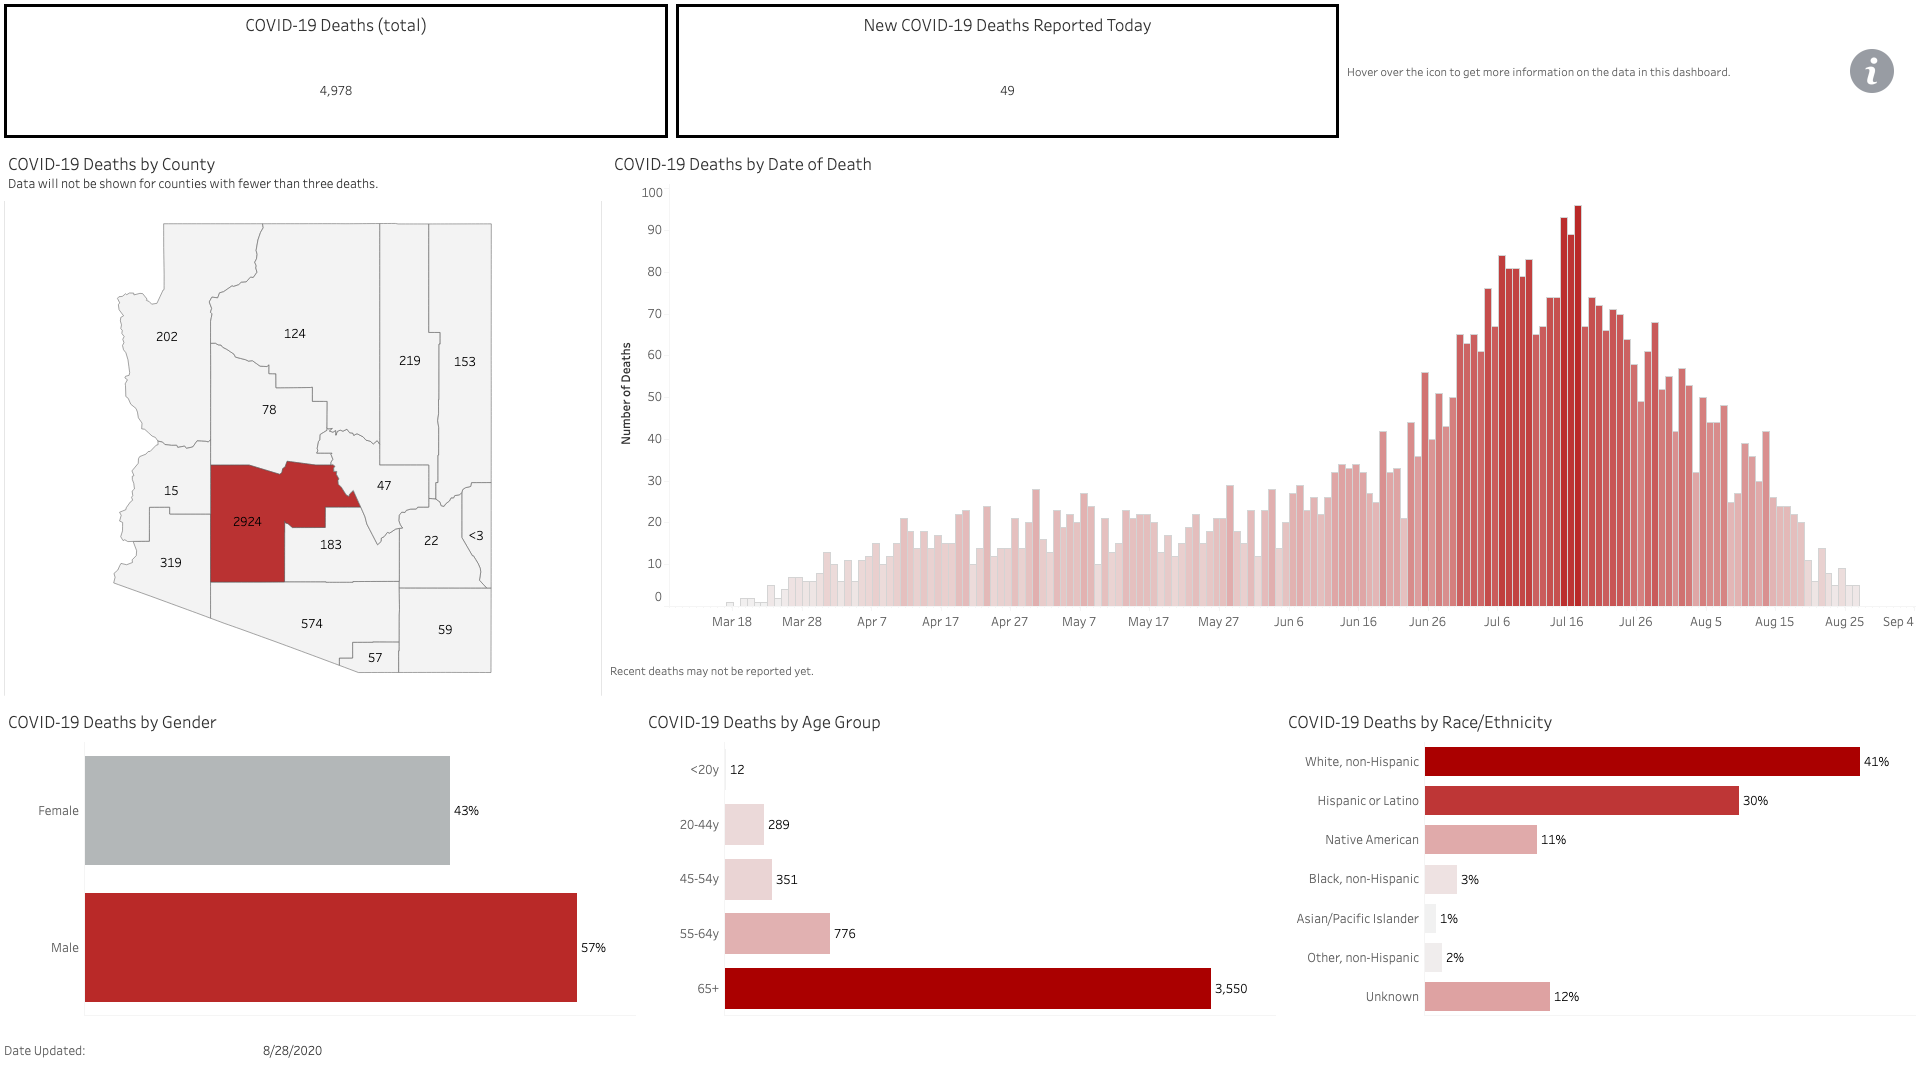 COVID-19 Deaths (total)
4,978
New COVID-19 Deaths Reported Today
49
Hover over the icon to get more information on the data in this dashboard.
i
COVID-19 Deaths by County
Data will not be shown for counties with fewer than three deaths.
202
124
219
153
78
15
47
2924
183
22
<3
319
574
59
57
COVID-19 Deaths by Date of Death
Number of Deaths
100
90
80
70
60
50
40
30
20
10
0
Mar 18
Mar 28
Apr 7
Apr 17
Apr 27
May 7
May 17
May 27
Jun 6
Jun 16
Jun 26
Jul 6
Jul 16
Jul 26
Aug 5
Aug 15
Aug 25
Sep 4
Recent deaths may not be reported yet.
COVID-19 Deaths by Gender
Female 43%
Male 57%
COVID-19 Deaths by Age Group
<20y 12
20-44y 289
45-54y 351
55-64y 776
65+ 3,550
COVID-19 Deaths by Race/Ethnicity
White, non-Hispanic 41%
Hispanic or Latino 30%
Native American 11%
Black, non-Hispanic 3%
Asian/Pacific Islander 1%
Other, non-Hispanic 2%
Unknown 12%
Date Updated: 8/28/2020